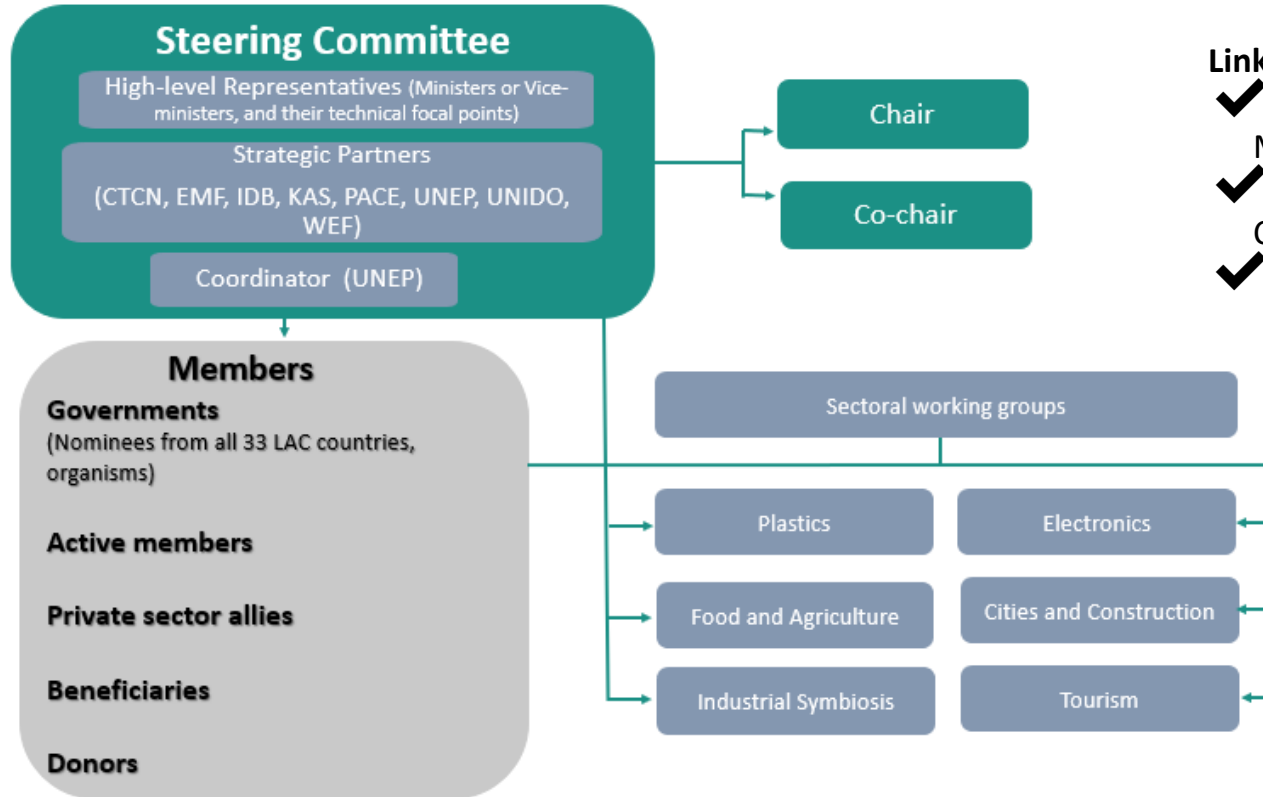 Steering Committee
High-level Representatives (Ministers or Vice-
ministers, and their technical focal points)
Strategic Partners
(CTCN, EMF, IDB, KAS, PACE, UNEP, UNIDO,
WEF)
Coordinator (UNEP)
Chair
Co-chair
Link
M
C
Members
Governments
(Nominees from all 33 LAC countries,
organisms)
Active members
Private sector allies
Beneficiaries
Donors
Sectoral working groups
Plastics
Electronics
Food and Agriculture
Cities and Construction
Industrial Symbiosis
Tourism